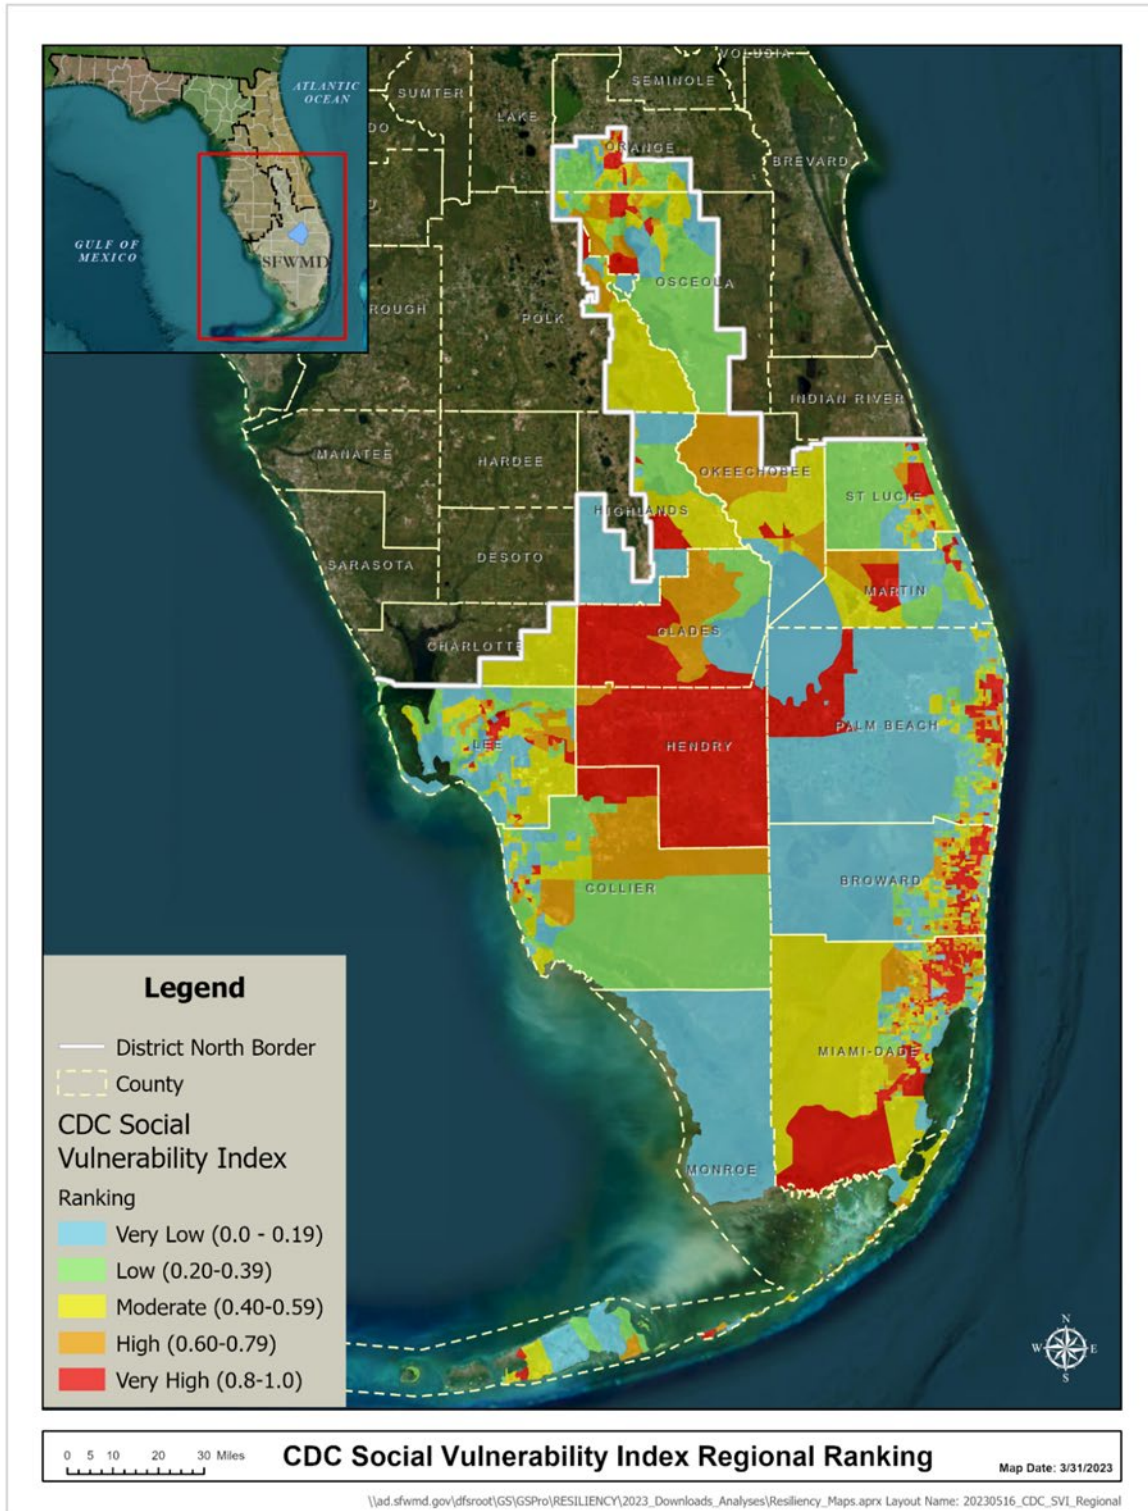 ATLANTIC
OCEAN
GULF OF
MEXICO
SFWMD
VOLUSIA
SEMINOLE
SUMTER
LAKE
DO
ORANGE
BREVARD
U
OSCEOLA
ROUGH
POLK
INDIAN RIVER
MANATEE
HARDEE
OKEECHOBEE
ST LUCIE
HIGHLANDS
DESOTO
SARASOTA
MARTIN
GLADES
CHARLOTTE
PALM BEACH
LEE
HENDRY
BROWARD
COLLIER
MIAMI-DADE
MONROE
Legend
District North Border
County
CDC Social
Vulnerability Index
Ranking
Very Low (0.0 - 0.19)
Low (0.20-0.39)
Moderate (0.40-0.59)
High (0.60-0.79)
Very High (0.8-1.0)
N
W E
S
0 5 10 20 30 Miles
CDC Social Vulnerability Index Regional Ranking
Map Date: 3/31/2023
\\ad.sfwmd.gov\dfsroot\GS\GSPro\RESILIENCY\2023_Downloads_Analyses\Resiliency_Maps.aprx Layout Name: 20230516_CDC_SVI_Regional